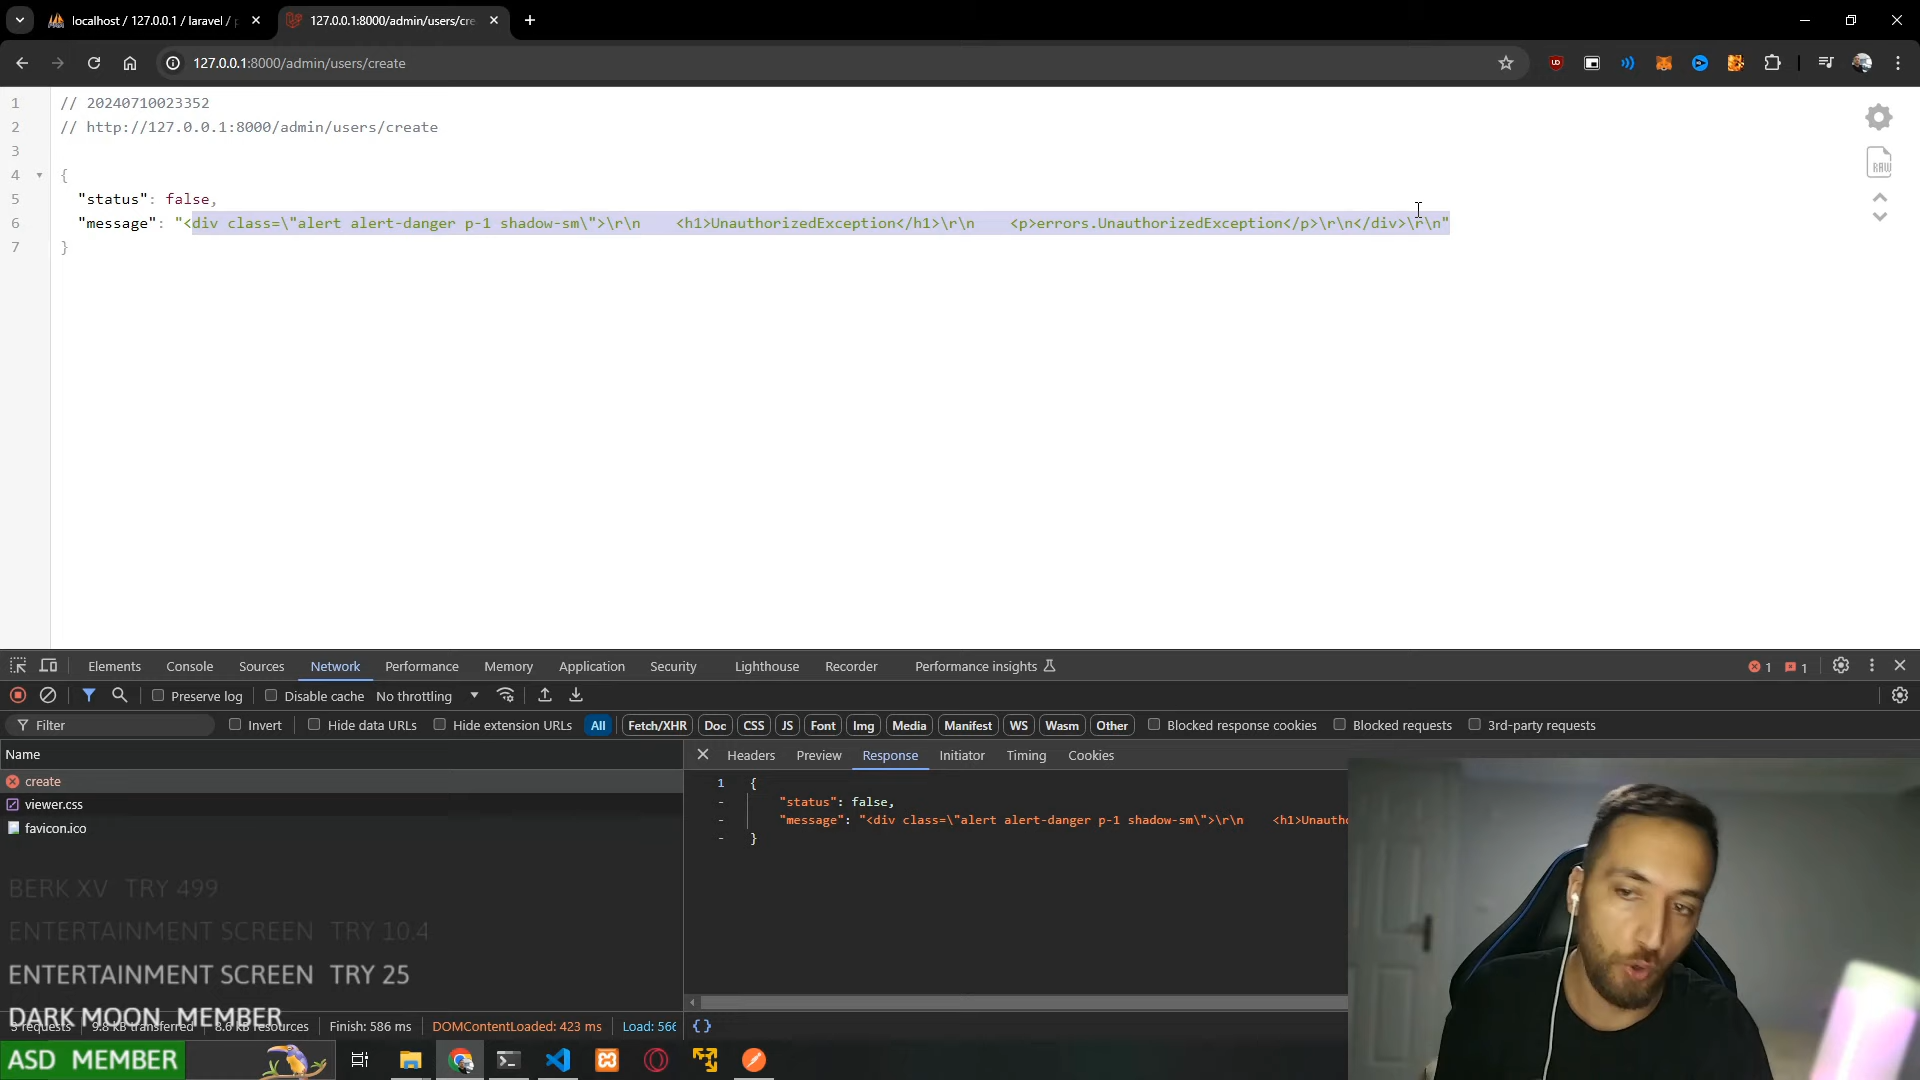 localhost / 127.0.0.1 / laravel / p
127.0.0.1:8000/admin/users/cre
127.0.0.1:8000/admin/users/create
1 // 20240710023352
2 // http://127.0.0.1:8000/admin/users/create
3
4 {
5 "status": false,
6 "message": "<div class=\"alert alert-danger p-1 shadow-sm\">\r\n    <h1>UnauthorizedException</h1>\r\n    <p>errors.UnauthorizedException</p>\r\n</div>\r\n"
7 }
RAW
Elements Console Sources Network Performance Memory Application Security Lighthouse Recorder Performance insights 1 1
Preserve log Disable cache No throttling
Filter Invert Hide data URLs Hide extension URLs All Fetch/XHR Doc CSS JS Font Img Media Manifest WS Wasm Other Blocked response cookies Blocked requests 3rd-party requests
Name
create
viewer.css
favicon.ico
Headers Preview Response Initiator Timing Cookies
1 {
- "status": false,
- "message": "<div class=\"alert alert-danger p-1 shadow-sm\">\r\n    <h1>Unautho
- }
BERK XV TRY 499
ENTERTAINMENT SCREEN TRY 10.4
ENTERTAINMENT SCREEN TRY 25
DARK MOON MEMBER
3 requests 9.8 kB transferred 8.6 kB resources Finish: 586 ms DOMContentLoaded: 423 ms Load: 566
{}
ASD MEMBER